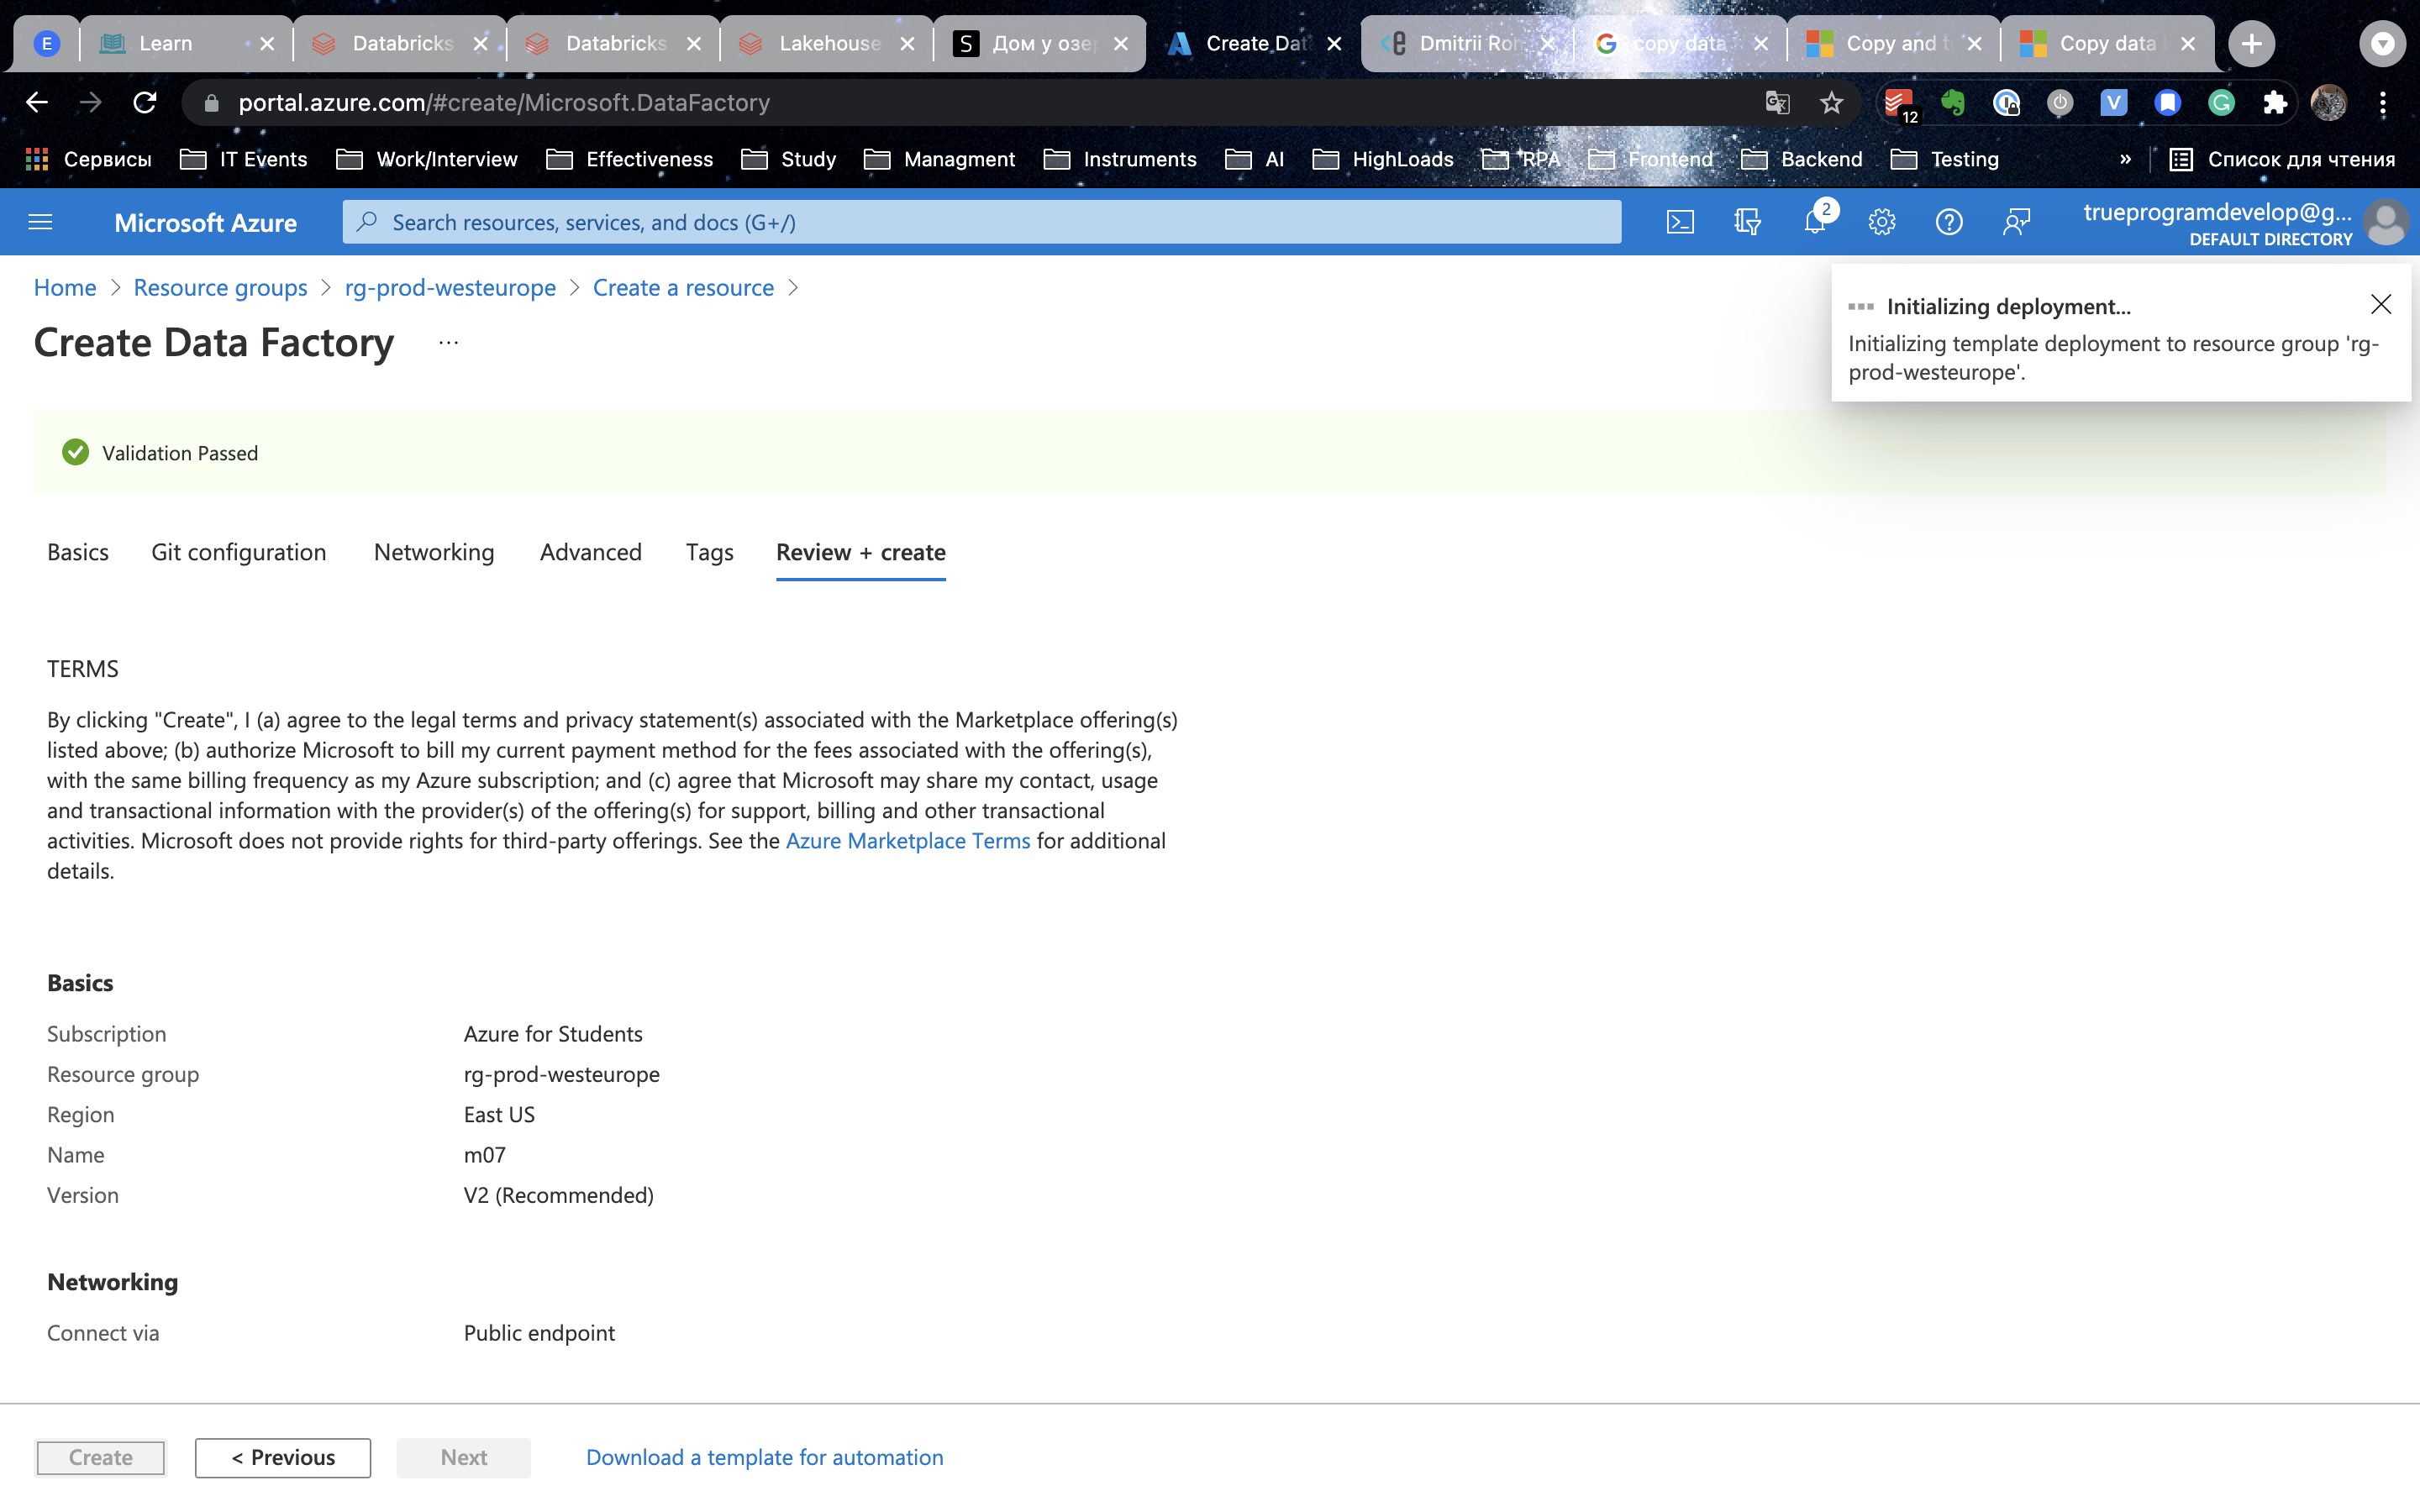 E
Learn
Databricks
Databricks
Lakehouse
S
Дом у озе
Create Dat
Dmitrii Ror
copy data
Copy and t
Copy data
portal.azure.com/#create/Microsoft.DataFactory
12
V
G
Сервисы
IT Events
Work/Interview
Effectiveness
Study
Managment
Instruments
AI
HighLoads
RPA
Frontend
Backend
Testing
»
Список для чтения
Microsoft Azure
Search resources, services, and docs (G+/)
2
trueprogramdevelop@g...
DEFAULT DIRECTORY
Home > Resource groups > rg-prod-westeurope > Create a resource >
Create Data Factory ...
Initializing deployment...
Initializing template deployment to resource group 'rg-
prod-westeurope'.
Validation Passed
Basics
Git configuration
Networking
Advanced
Tags
Review + create
TERMS
By clicking "Create", I (a) agree to the legal terms and privacy statement(s) associated with the Marketplace offering(s)
listed above; (b) authorize Microsoft to bill my current payment method for the fees associated with the offering(s),
with the same billing frequency as my Azure subscription; and (c) agree that Microsoft may share my contact, usage
and transactional information with the provider(s) of the offering(s) for support, billing and other transactional
activities. Microsoft does not provide rights for third-party offerings. See the Azure Marketplace Terms for additional
details.
Basics
Subscription Azure for Students
Resource group rg-prod-westeurope
Region East US
Name m07
Version V2 (Recommended)
Networking
Connect via Public endpoint
Create
< Previous
Next
Download a template for automation